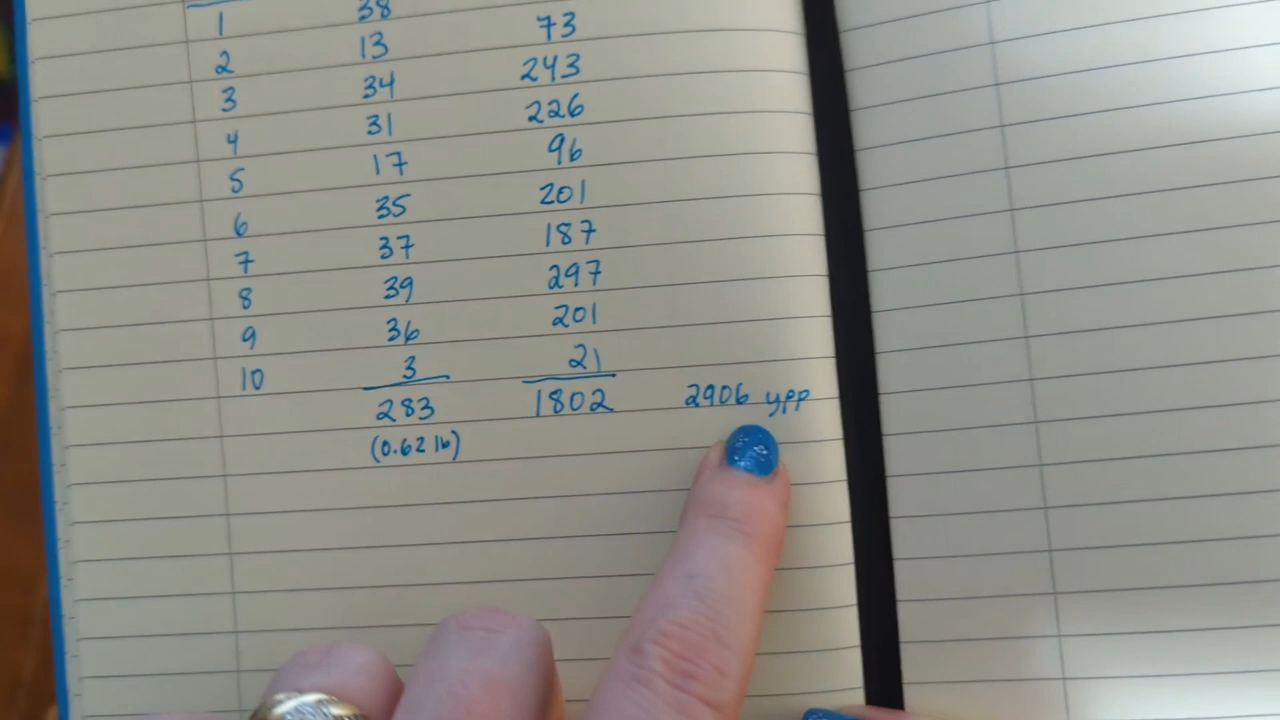 1 38
2 13 73
3 34 243
4 31 226
5 17 96
6 35 201
7 37 187
8 39 297
9 36 201
10 3 21
283 1802 2906 ypp
(0.62 lb)